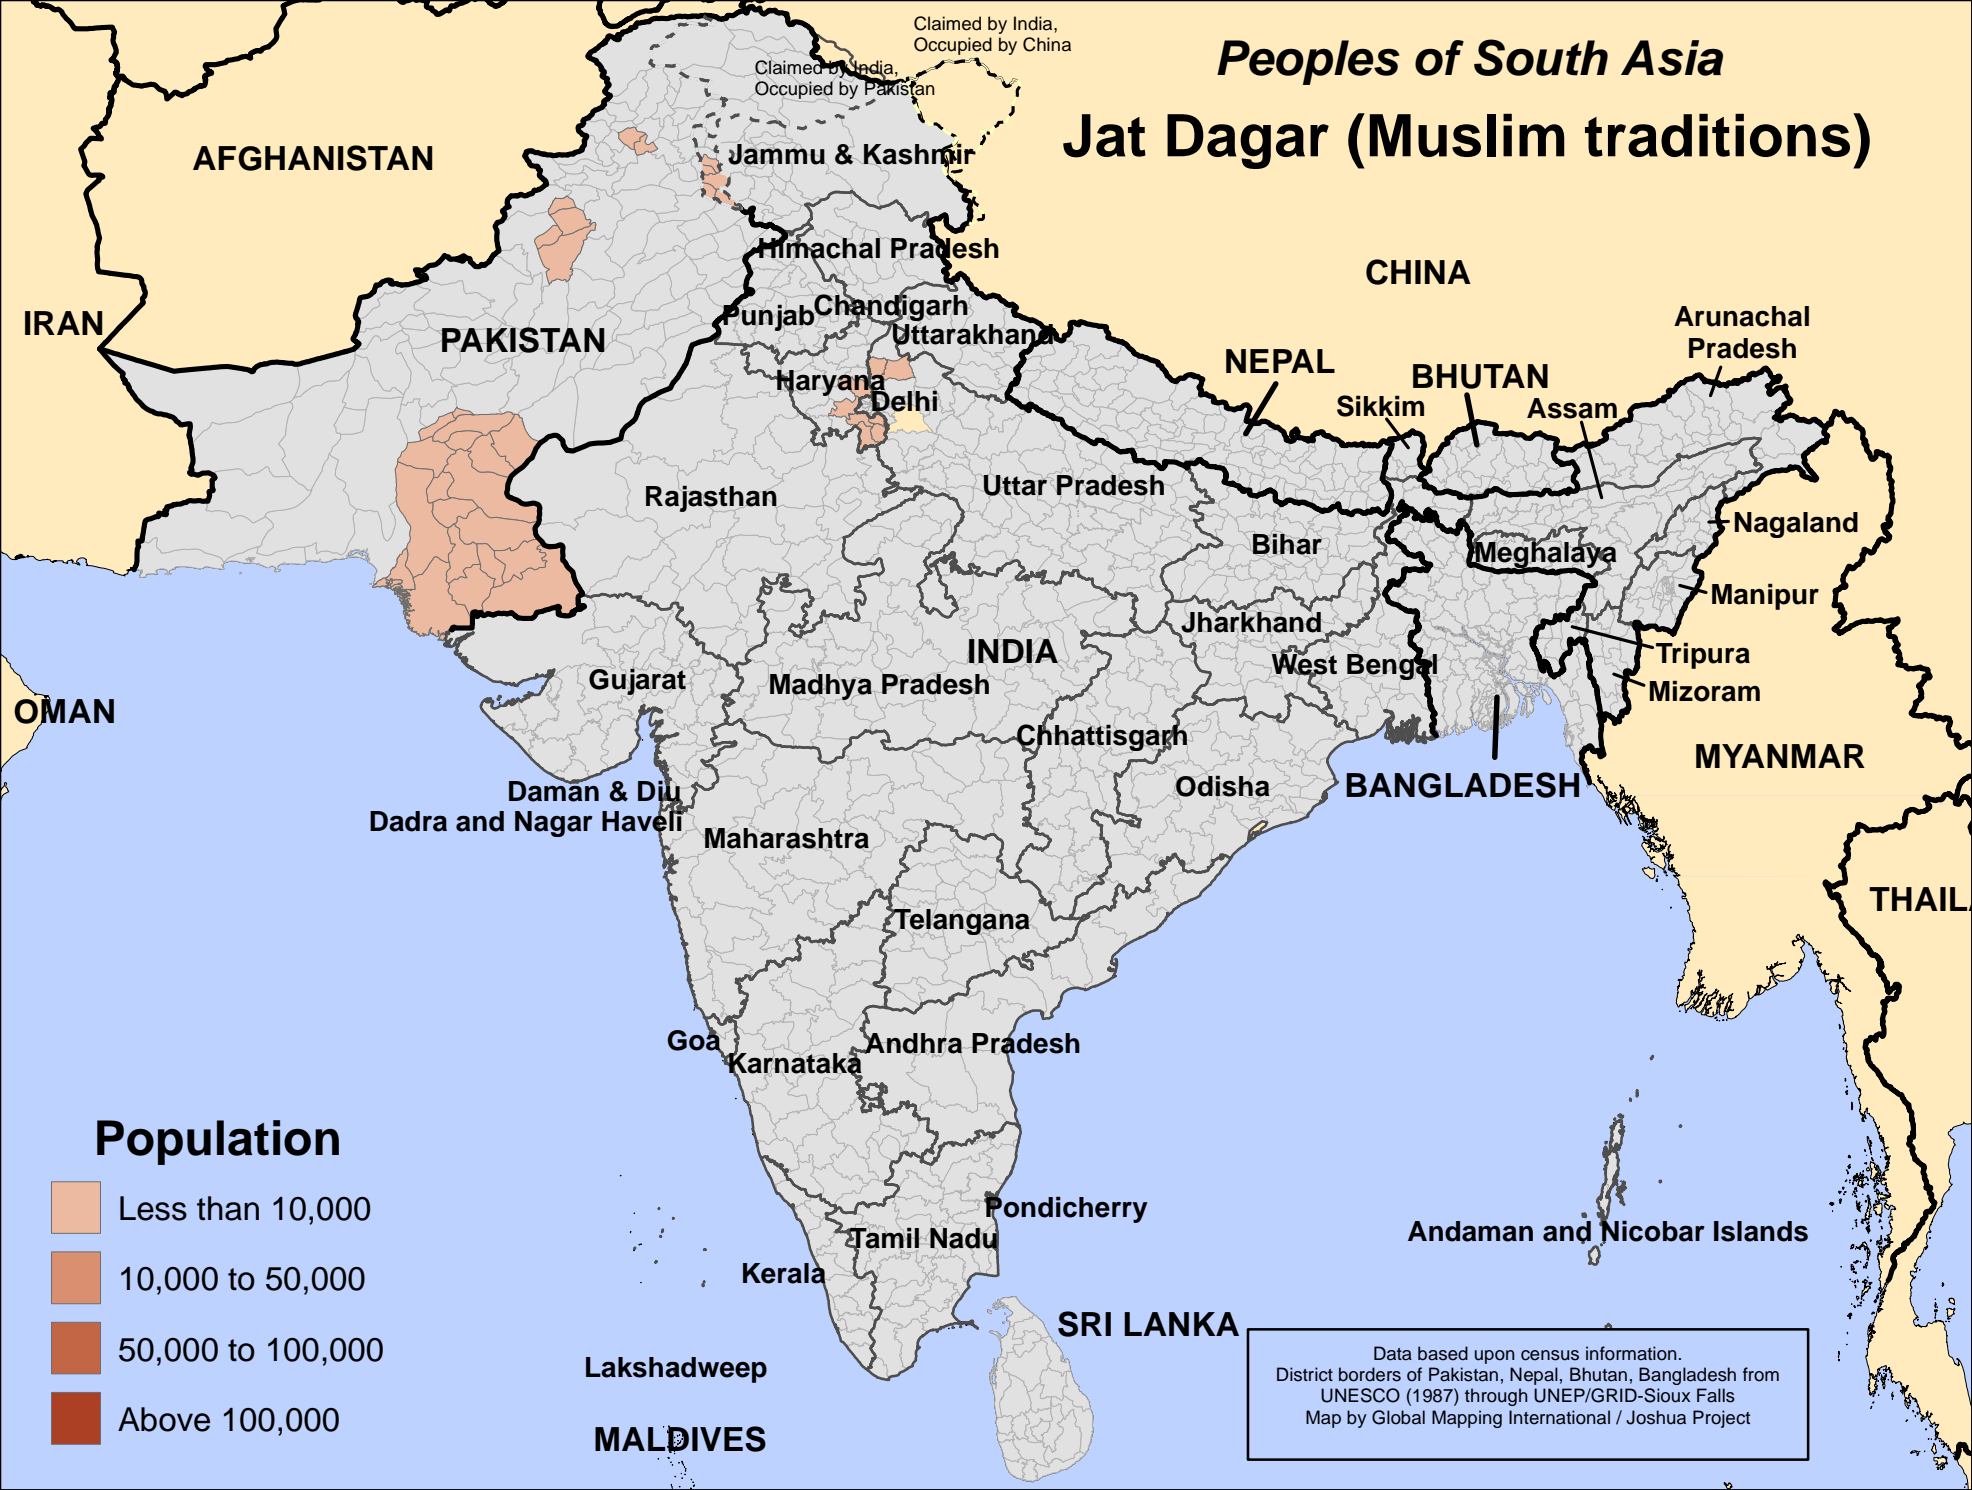 Peoples of South Asia
Jat Dagar (Muslim traditions)
Claimed by India,
Occupied by China
Claimed by India,
Occupied by Pakistan
AFGHANISTAN
Jammu & Kashmir
Himachal Pradesh
CHINA
IRAN
PAKISTAN
Punjab
Chandigarh
Uttarakhand
Haryana
Delhi
NEPAL
BHUTAN
Sikkim
Assam
Arunachal
Pradesh
Rajasthan
Uttar Pradesh
Bihar
Meghalaya
Nagaland
Manipur
Jharkhand
INDIA
West Bengal
Tripura
Mizoram
Gujarat
Madhya Pradesh
OMAN
Chhattisgarh
Odisha
BANGLADESH
MYANMAR
Daman & Diu
Dadra and Nagar Haveli
Maharashtra
Telangana
THAIL
Goa
Karnataka
Andhra Pradesh
Pondicherry
Tamil Nadu
Kerala
Andaman and Nicobar Islands
SRI LANKA
Lakshadweep
MALDIVES
Population
Less than 10,000
10,000 to 50,000
50,000 to 100,000
Above 100,000
Data based upon census information.
District borders of Pakistan, Nepal, Bhutan, Bangladesh from
UNESCO (1987) through UNEP/GRID-Sioux Falls
Map by Global Mapping International / Joshua Project